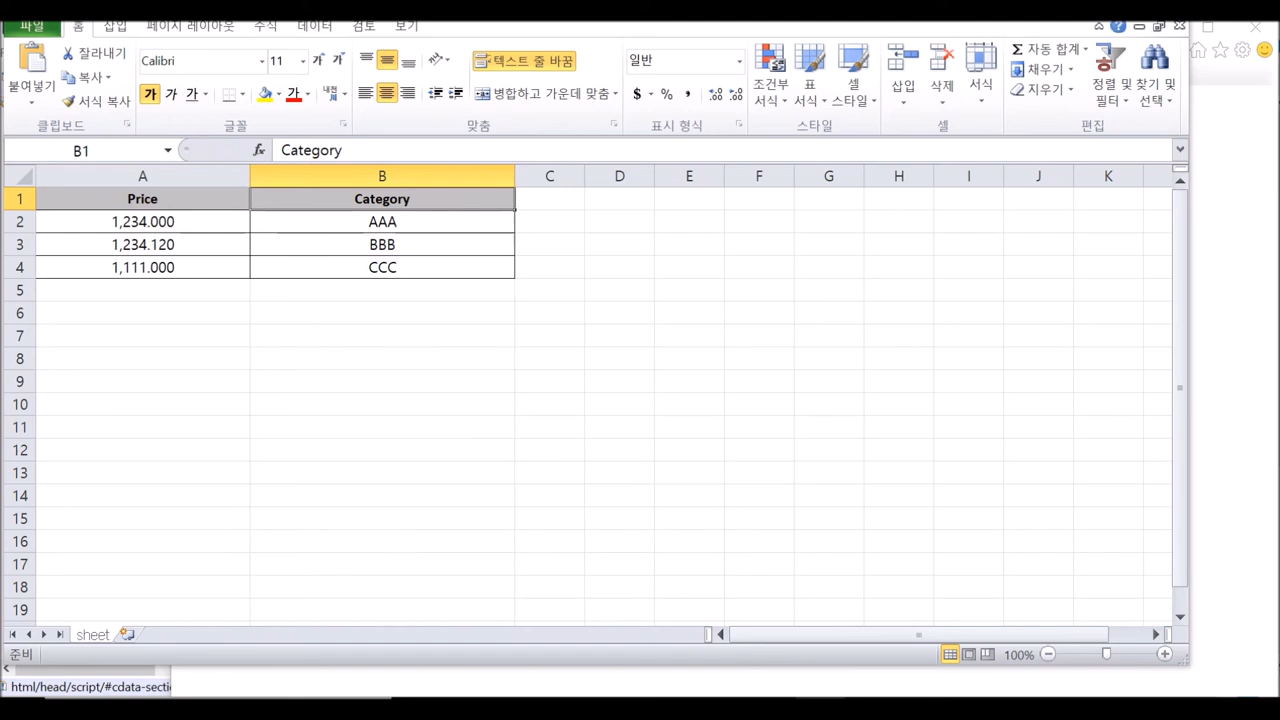 파일 홈 삽입 페이지 레이아웃 수식 데이터 검토 보기
붙여넣기 잘라내기 복사 서식 복사 클립보드
Calibri 11
가 가 가 가 내천
글꼴
텍스트 줄 바꿈
병합하고 가운데 맞춤
맞춤
일반
$ % ,
표시 형식
조건부 서식 표 서식 셀 스타일
스타일
삽입 삭제 서식
셀
Σ 자동 합계
채우기
지우기
정렬 및 필터 찾기 및 선택
편집
B1 fx Category
A B C D E F G H I J K
1 Price Category
2 1,234.000 AAA
3 1,234.120 BBB
4 1,111.000 CCC
5
6
7
8
9
10
11
12
13
14
15
16
17
18
19
sheet
준비 100%
html/head/script/#cdata-secti